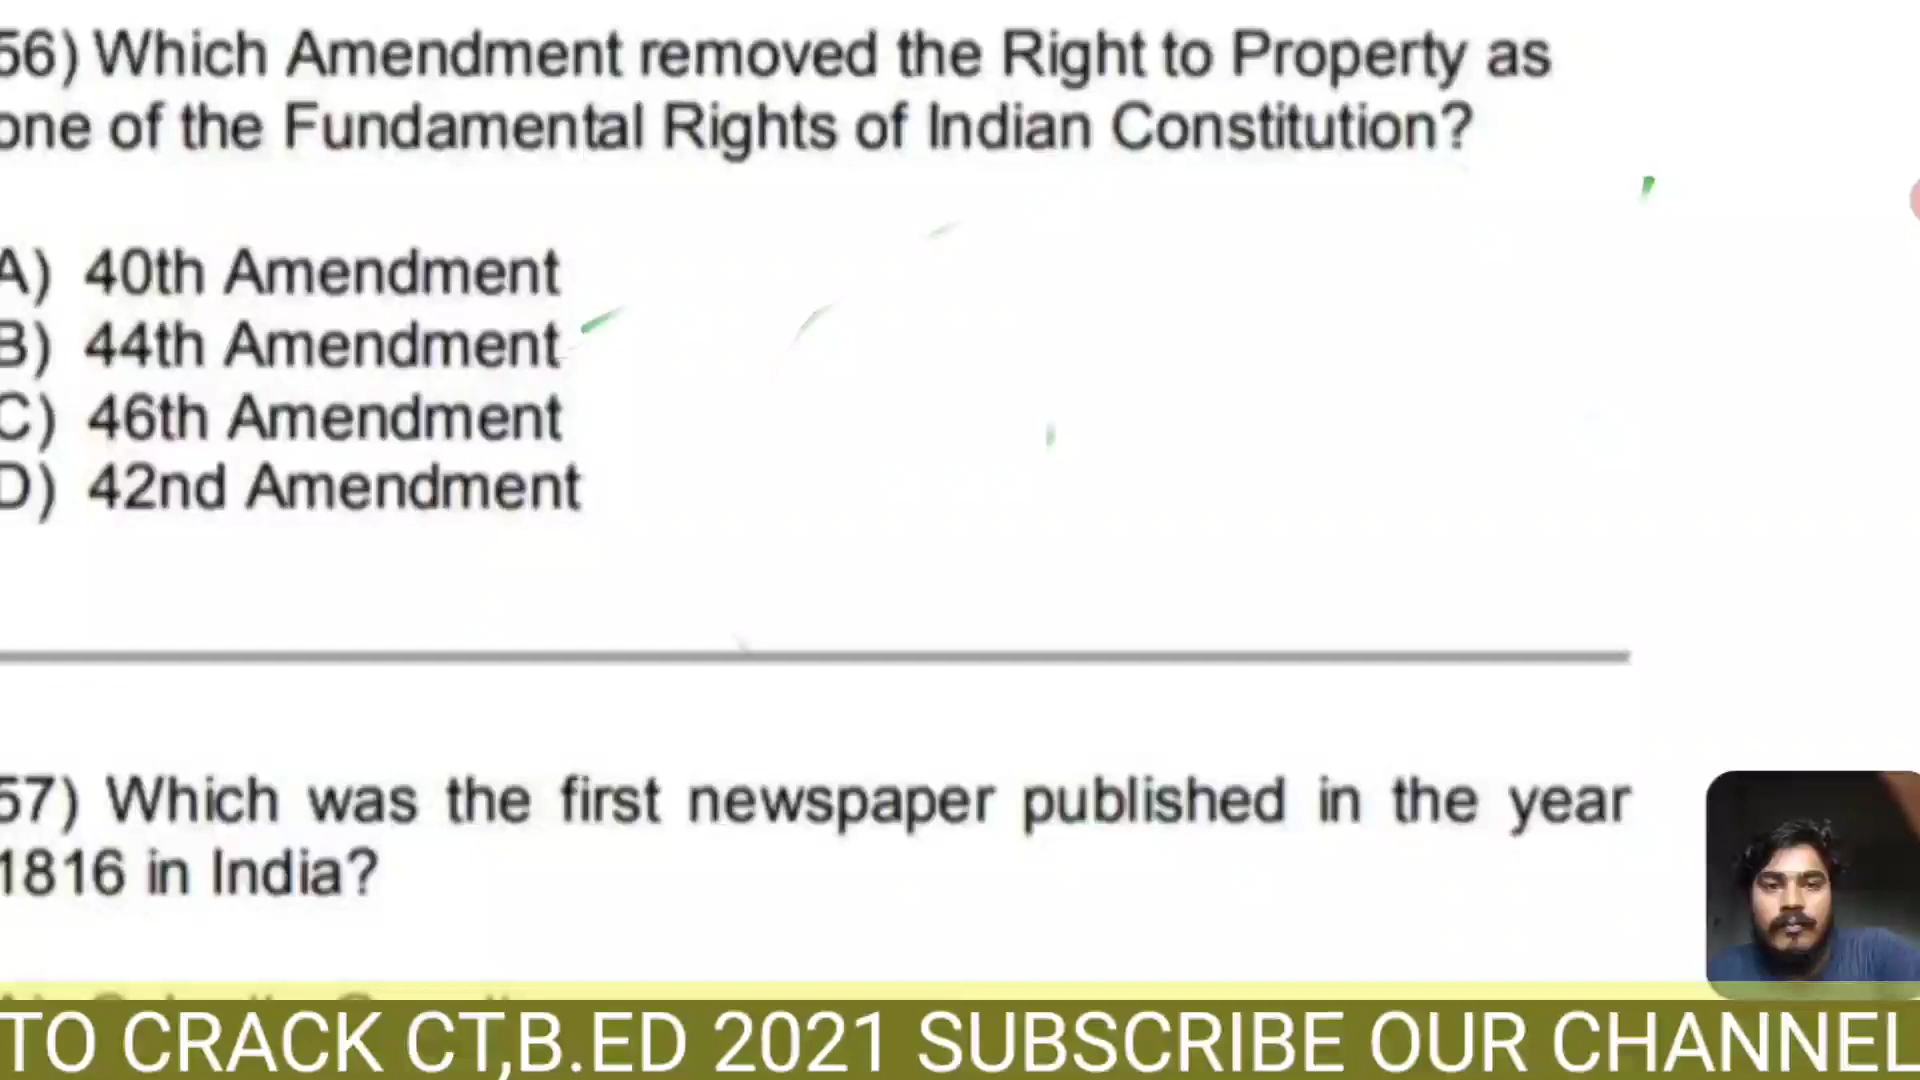 56) Which Amendment removed the Right to Property as
one of the Fundamental Rights of Indian Constitution?
A) 40th Amendment
B) 44th Amendment
C) 46th Amendment
D) 42nd Amendment
57) Which was the first newspaper published in the year
1816 in India?
TO CRACK CT,B.ED 2021 SUBSCRIBE OUR CHANNEL